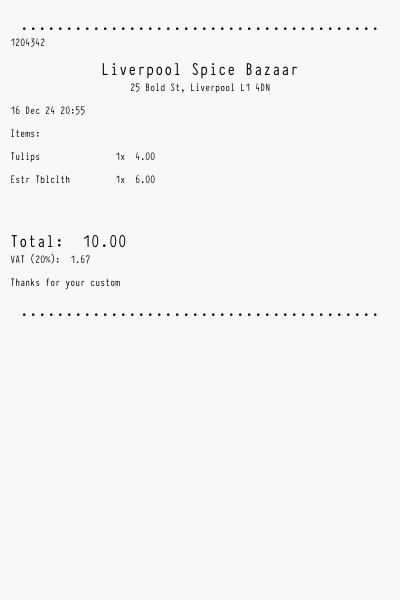 1204342
Liverpool Spice Bazaar
25 Bold St, Liverpool L1 4DN
16 Dec 24 20:55
Items:
Tulips 1x 4.00
Estr Tblclth 1x 6.00
Total: 10.00
VAT (20%): 1.67
Thanks for your custom